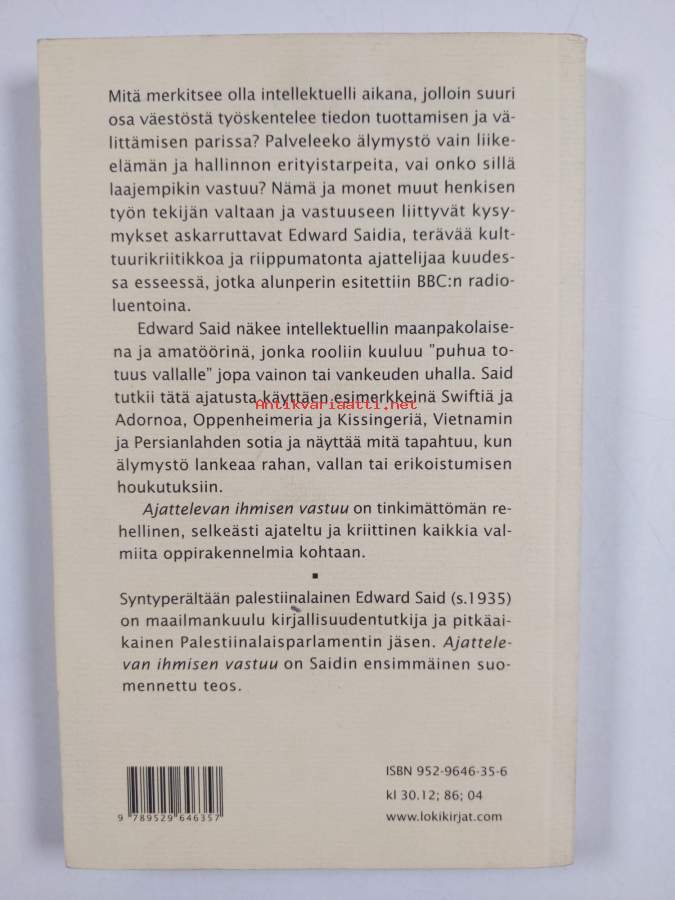 Mitä merkitsee olla intellektuelli aikana, jolloin suuri
osa väestöstä työskentelee tiedon tuottamisen ja vä-
littämisen parissa? Palveleeko älymystö vain liike-
elämän ja hallinnon erityistarpeita, vai onko sillä
laajempikin vastuu? Nämä ja monet muut henkisen
työn tekijän valtaan ja vastuuseen liittyvät kysy-
mykset askarruttavat Edward Saidia, terävää kult-
tuurikriitikkoa ja riippumatonta ajattelijaa kuudes-
sa esseessä, jotka alunperin esitettiin BBC:n radio-
luentoina.
Edward Said näkee intellektuellin maanpakolaise-
na ja amatöörinä, jonka rooliin kuuluu "puhua to-
tuus vallalle" jopa vainon tai vankeuden uhalla. Said
tutkii tätä ajatusta käyttäen esimerkkeinä Swiftiä ja
Antikvariaatti.net
Adornoa, Oppenheimeria ja Kissingeriä, Vietnamin
ja Persianlahden sotia ja näyttää mitä tapahtuu, kun
älymystö lankeaa rahan, vallan tai erikoistumisen
houkutuksiin.
Ajattelevan ihmisen vastuu on tinkimättömän re-
hellinen, selkeästi ajateltu ja kriittinen kaikkia val-
miita oppirakennelmia kohtaan.
Syntyperältään palestiinalainen Edward Said (s.1935)
on maailmankuulu kirjallisuudentutkija ja pitkäai-
kainen Palestiinalaisparlamentin jäsen. Ajattele-
van ihmisen vastuu on Saidin ensimmäinen suo-
mennettu teos.
ISBN 952-9646-35-6
kl 30.12; 86; 04
www.lokikirjat.com
9 789529 646357